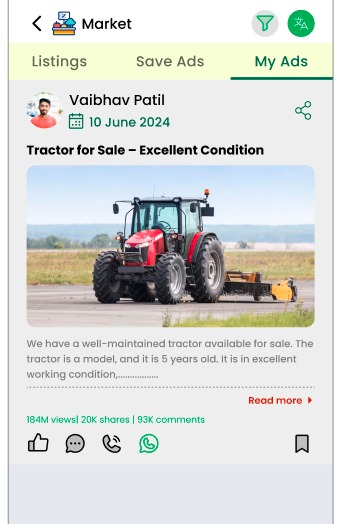 Market
Listings Save Ads My Ads
Vaibhav Patil
10 June 2024
Tractor for Sale – Excellent Condition
We have a well-maintained tractor available for sale. The
tractor is a model, and it is 5 years old. It is in excellent
working condition,.................
Read more
184M views| 20K shares | 93K comments